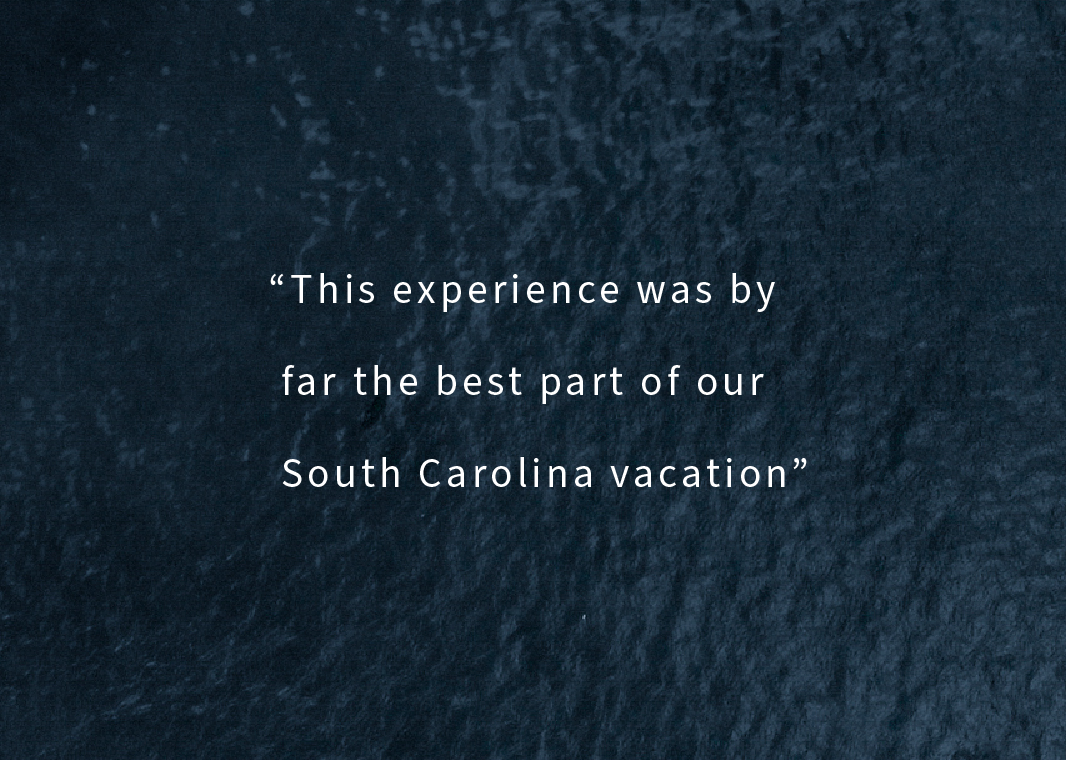 “This experience was by
far the best part of our
South Carolina vacation”